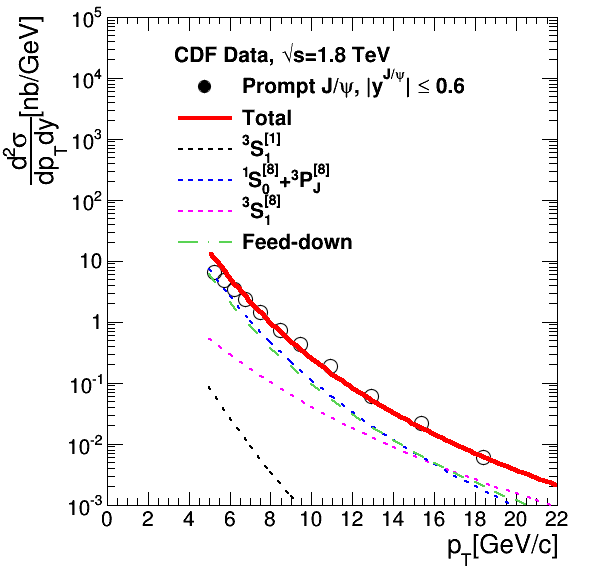 d²σ/dp_T dy [nb/GeV]
10⁵
10⁴
10³
10²
10
1
10⁻¹
10⁻²
10⁻³
CDF Data, √s=1.8 TeV
Prompt J/ψ, |y^{J/ψ}| ≤ 0.6
Total
³S₁^{[1]}
¹S₀^{[8]}+³P_J^{[8]}
³S₁^{[8]}
Feed-down
0 2 4 6 8 10 12 14 16 18 20 22
p_T[GeV/c]